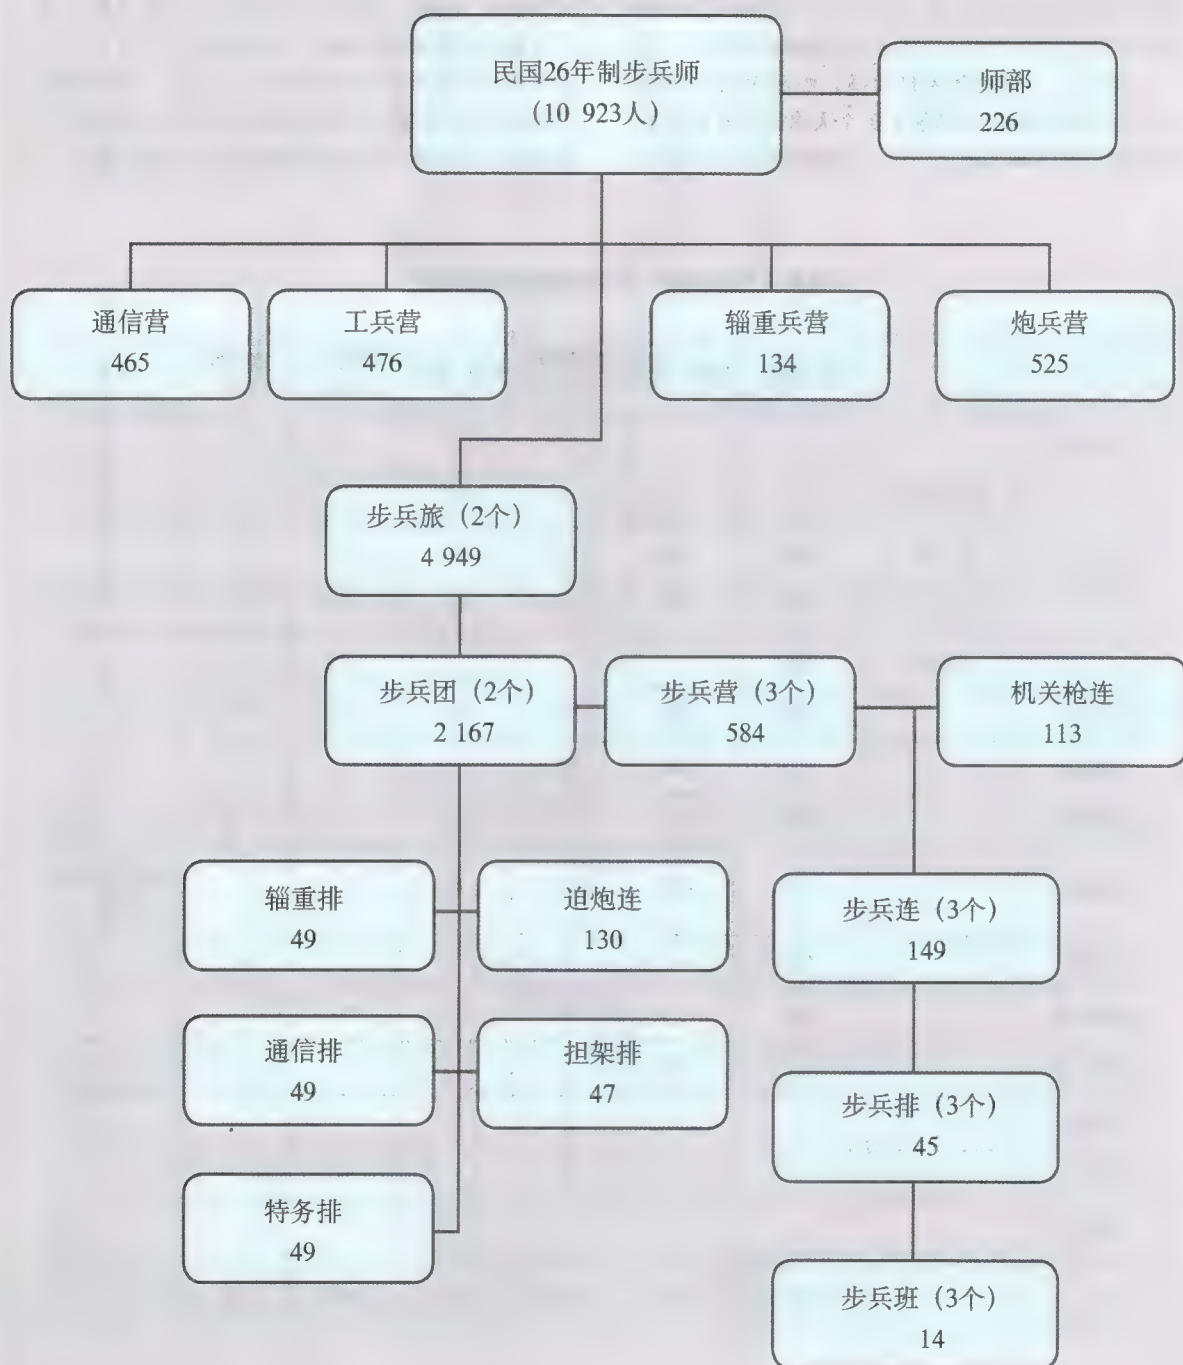 民国26年制步兵师
(10 923人)
师部
226
通信营
465
工兵营
476
辎重兵营
134
炮兵营
525
步兵旅（2个）
4 949
步兵团（2个）
2 167
步兵营（3个）
584
机关枪连
113
辎重排
49
迫炮连
130
步兵连（3个）
149
通信排
49
担架排
47
步兵排（3个）
45
特务排
49
步兵班（3个）
14